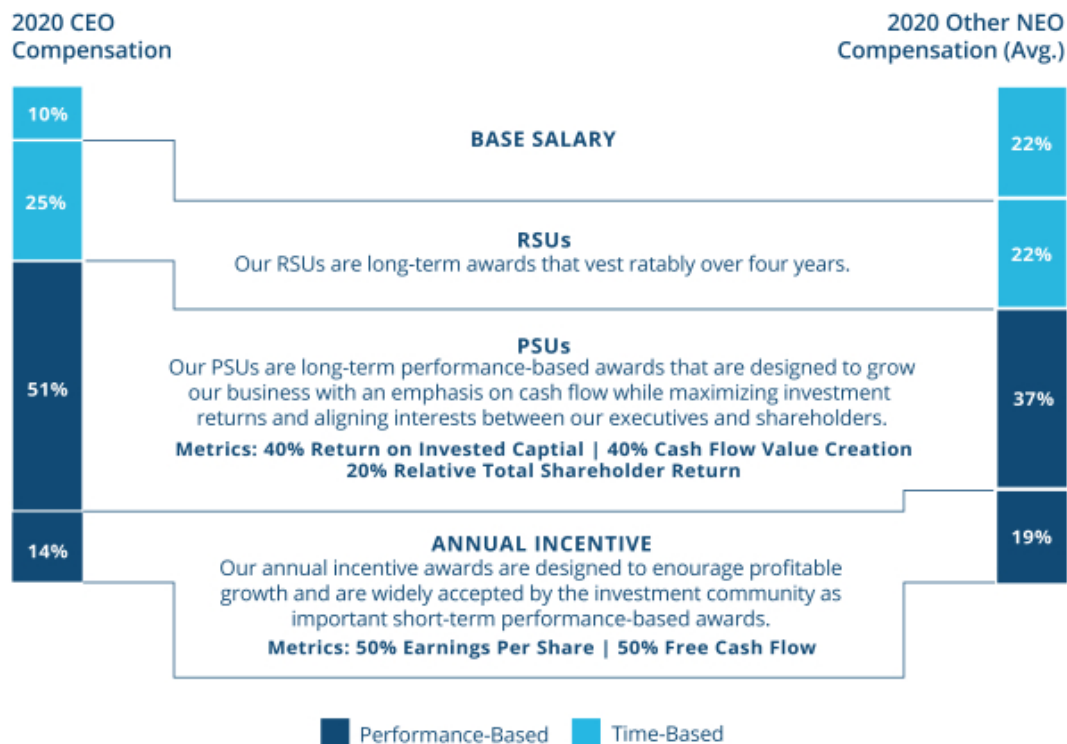 2020 CEO
Compensation
2020 Other NEO
Compensation (Avg.)
10%
25%
51%
14%
BASE SALARY
RSUs
Our RSUs are long-term awards that vest ratably over four years.
PSUs
Our PSUs are long-term performance-based awards that are designed to grow
our business with an emphasis on cash flow while maximizing investment
returns and aligning interests between our executives and shareholders.
Metrics: 40% Return on Invested Captial | 40% Cash Flow Value Creation
20% Relative Total Shareholder Return
ANNUAL INCENTIVE
Our annual incentive awards are designed to enourage profitable
growth and are widely accepted by the investment community as
important short-term performance-based awards.
Metrics: 50% Earnings Per Share | 50% Free Cash Flow
22%
22%
37%
19%
Performance-Based
Time-Based